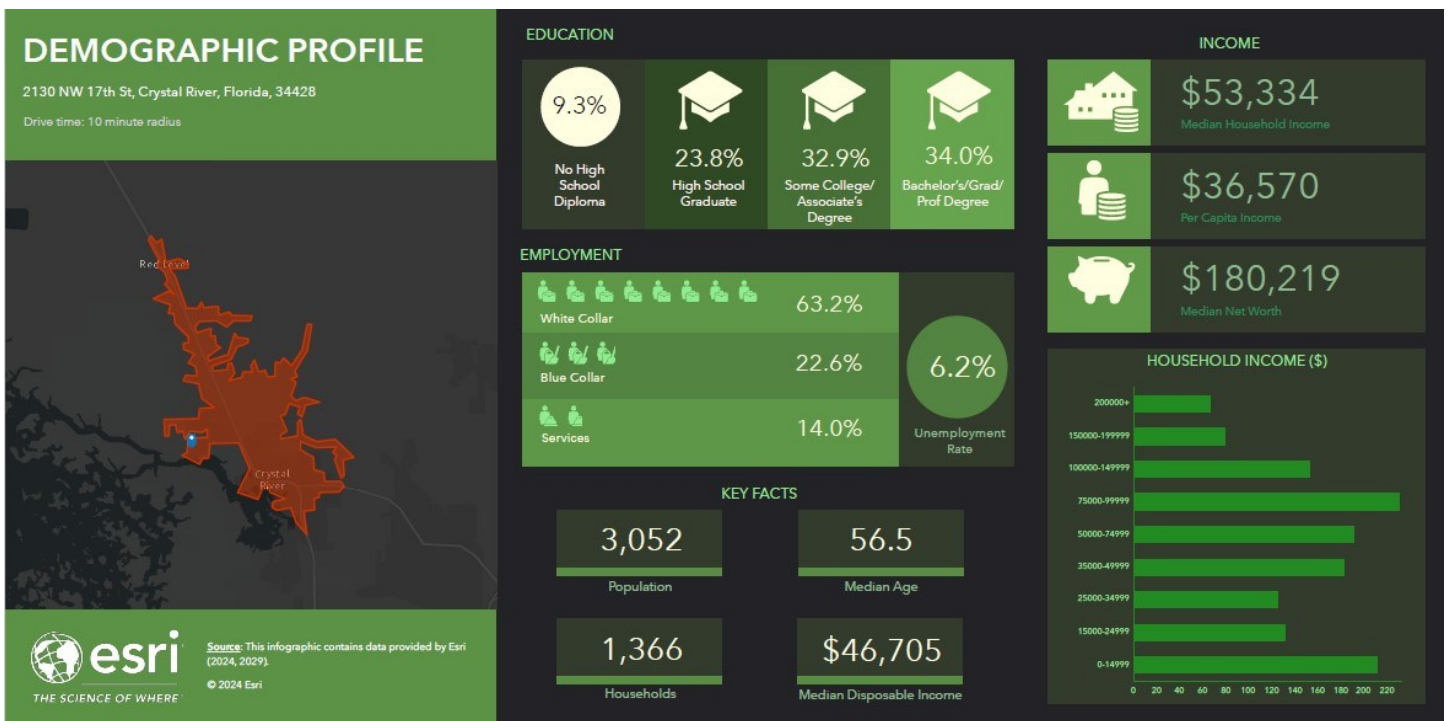 DEMOGRAPHIC PROFILE
2130 NW 17th St, Crystal River, Florida, 34428
Drive time: 10 minute radius
Red Level
Crystal
River
esri
THE SCIENCE OF WHERE
Source: This infographic contains data provided by Esri
(2024, 2029).
© 2024 Esri
EDUCATION
9.3%
No High
School
Diploma
23.8%
High School
Graduate
32.9%
Some College/
Associate's
Degree
34.0%
Bachelor's/Grad/
Prof Degree
EMPLOYMENT
White Collar
63.2%
Blue Collar
22.6%
Services
14.0%
6.2%
Unemployment
Rate
KEY FACTS
3,052
Population
56.5
Median Age
1,366
Households
$46,705
Median Disposable Income
INCOME
$53,334
Median Household Income
$36,570
Per Capita Income
$180,219
Median Net Worth
HOUSEHOLD INCOME ($)
200000+
150000-199999
100000-149999
75000-99999
50000-74999
35000-49999
25000-34999
15000-24999
0-14999
0 20 40 60 80 100 120 140 160 180 200 220